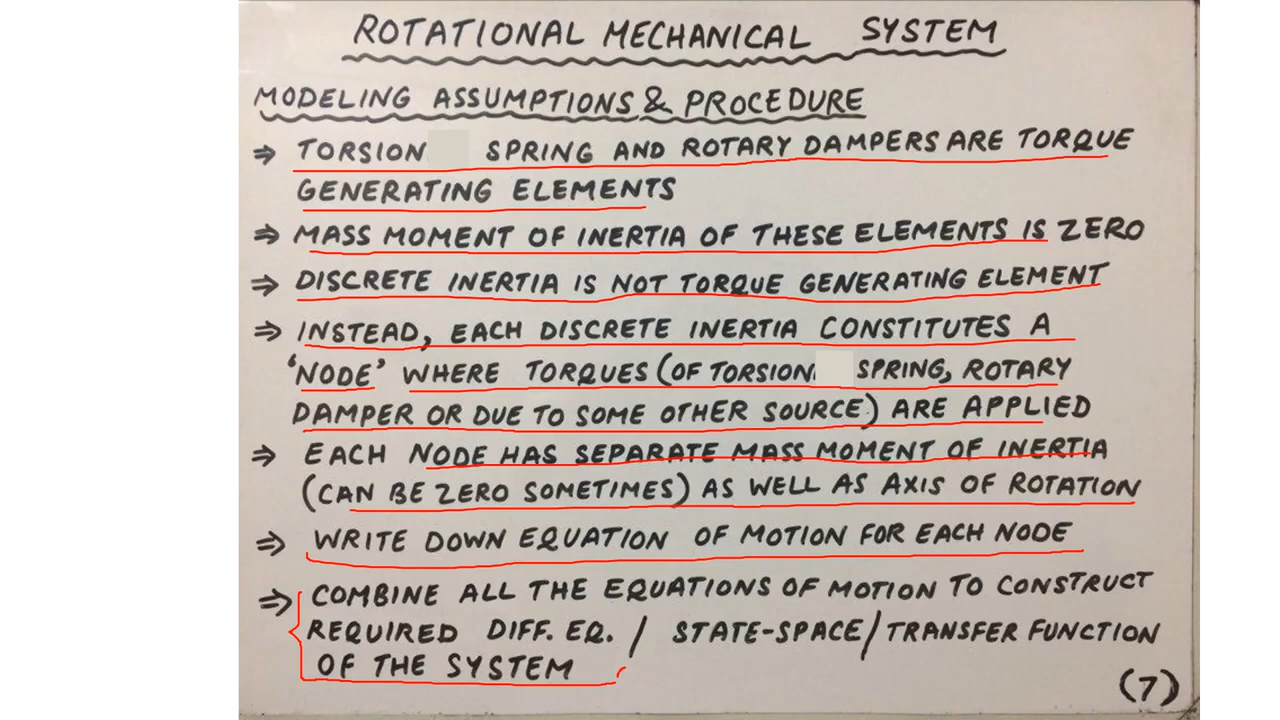 ROTATIONAL MECHANICAL SYSTEM
MODELING ASSUMPTIONS & PROCEDURE
⇒ TORSION SPRING AND ROTARY DAMPERS ARE TORQUE
GENERATING ELEMENTS
⇒ MASS MOMENT OF INERTIA OF THESE ELEMENTS IS ZERO
⇒ DISCRETE INERTIA IS NOT TORQUE GENERATING ELEMENT
⇒ INSTEAD, EACH DISCRETE INERTIA CONSTITUTES A
'NODE' WHERE TORQUES (OF TORSION SPRING, ROTARY
DAMPER OR DUE TO SOME OTHER SOURCE) ARE APPLIED
⇒ EACH NODE HAS SEPARATE MASS MOMENT OF INERTIA
(CAN BE ZERO SOMETIMES) AS WELL AS AXIS OF ROTATION
⇒ WRITE DOWN EQUATION OF MOTION FOR EACH NODE
⇒ COMBINE ALL THE EQUATIONS OF MOTION TO CONSTRUCT
REQUIRED DIFF. EQ. / STATE-SPACE / TRANSFER FUNCTION
OF THE SYSTEM
(7)